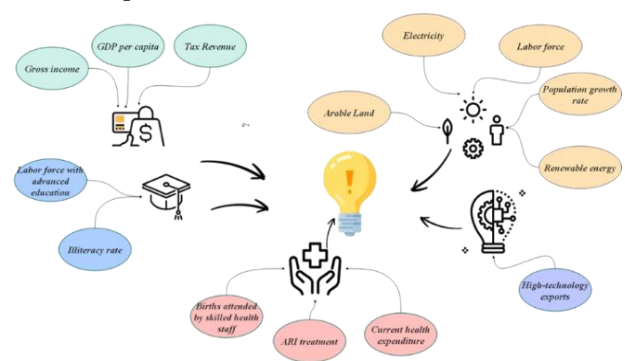 Gross income
GDP per capita
Tax Revenue
Electricity
Labor force
Arable Land
Population growth
rate
Renewable energy
Labor force with
advanced
education
Illiteracy rate
High-technology
exports
Births attended
by skilled health
staff
ARI treatment
Current health
expenditure